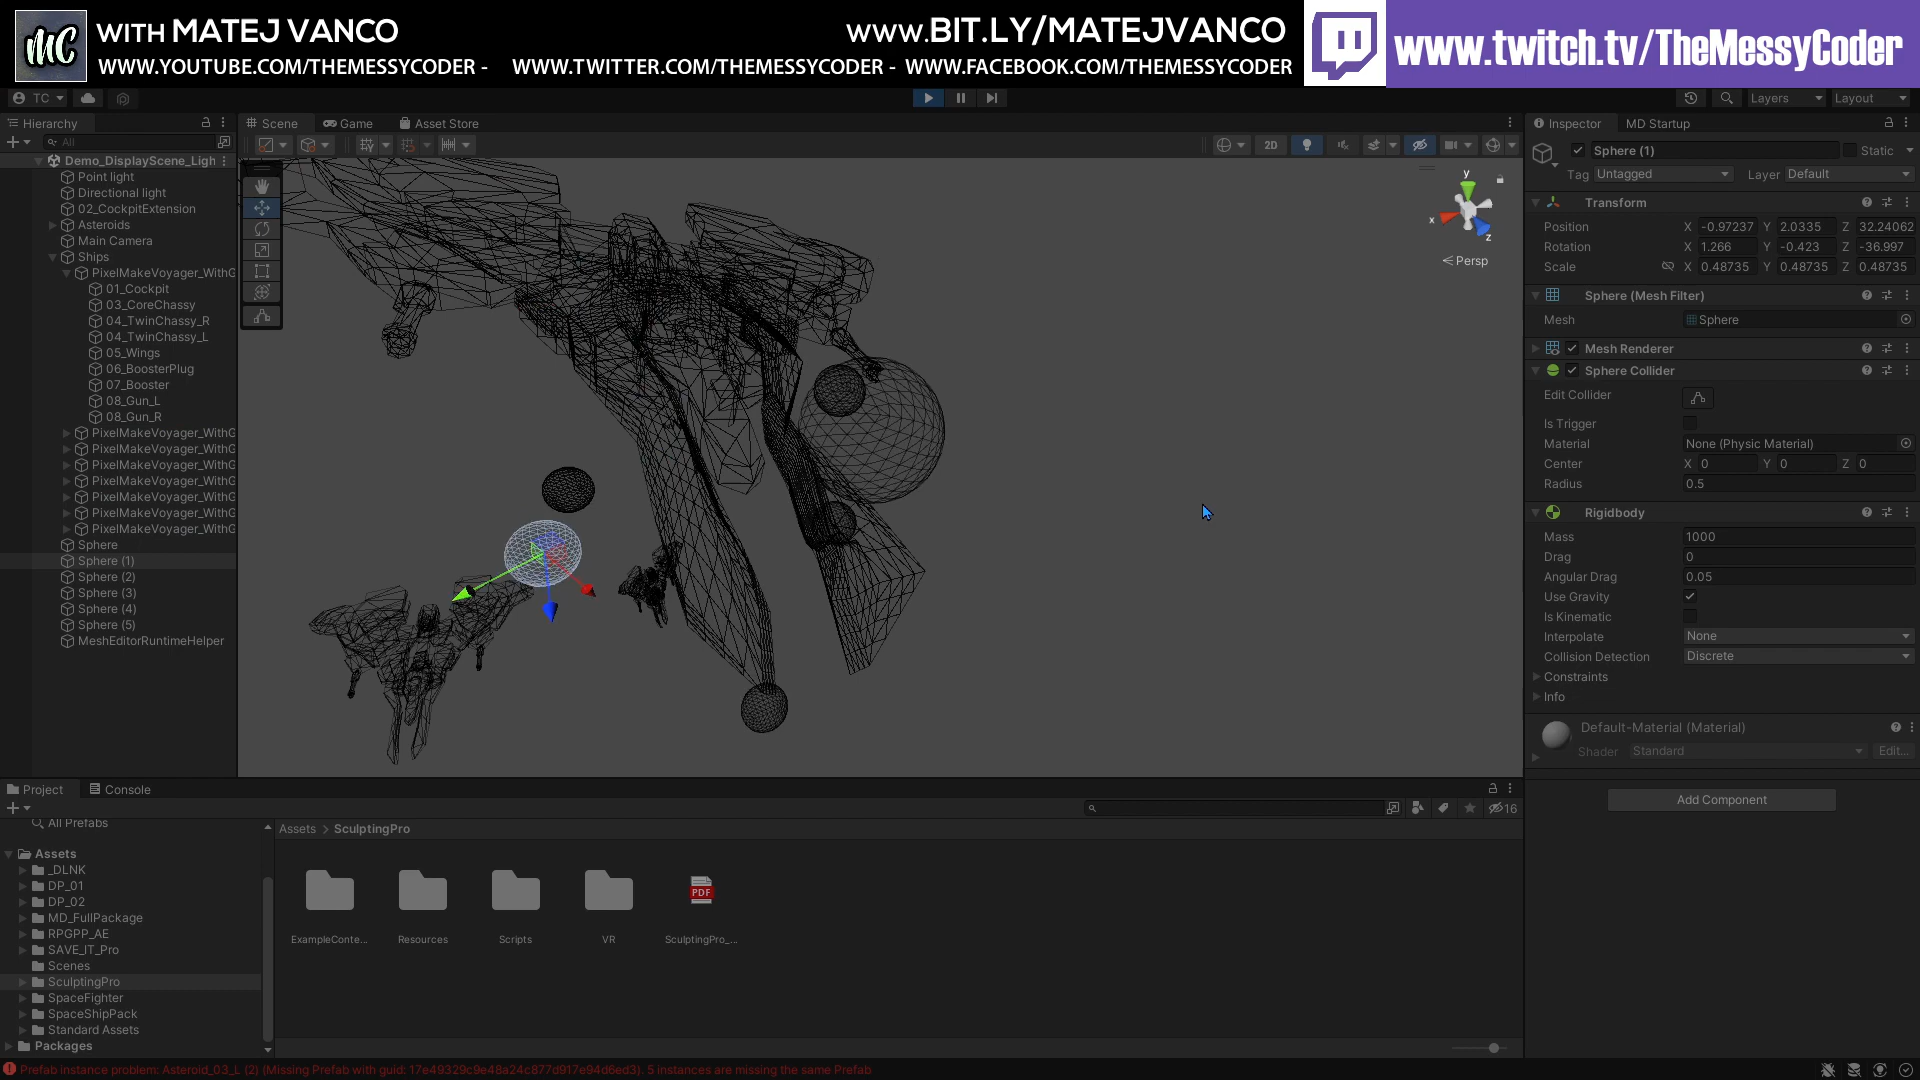 MC
WITH MATEJ VANCO
WWW.BIT.LY/MATEJVANCO
WWW.YOUTUBE.COM/THEMESSYCODER - WWW.TWITTER.COM/THEMESSYCODER - WWW.FACEBOOK.COM/THEMESSYCODER
www.twitch.tv/TheMessyCoder
TC
Layers
Layout
Hierarchy
All
Demo_DisplayScene_Ligh
Point light
Directional light
02_CockpitExtension
Asteroids
Main Camera
Ships
PixelMakeVoyager_WithG
01_Cockpit
03_CoreChassy
04_TwinChassy_R
04_TwinChassy_L
05_Wings
06_BoosterPlug
07_Booster
08_Gun_L
08_Gun_R
PixelMakeVoyager_WithG
PixelMakeVoyager_WithG
PixelMakeVoyager_WithG
PixelMakeVoyager_WithG
PixelMakeVoyager_WithG
PixelMakeVoyager_WithG
PixelMakeVoyager_WithG
Sphere
Sphere (1)
Sphere (2)
Sphere (3)
Sphere (4)
Sphere (5)
MeshEditorRuntimeHelper
Scene
Game
Asset Store
2D
y
x
z
Persp
Inspector
MD Startup
Sphere (1)
Static
Tag Untagged
Layer Default
Transform
Position X -0.97237 Y 2.0335 Z 32.24062
Rotation X 1.266 Y -0.423 Z -36.997
Scale X 0.48735 Y 0.48735 Z 0.48735
Sphere (Mesh Filter)
Mesh Sphere
Mesh Renderer
Sphere Collider
Edit Collider
Is Trigger
Material None (Physic Material)
Center X 0 Y 0 Z 0
Radius 0.5
Rigidbody
Mass 1000
Drag 0
Angular Drag 0.05
Use Gravity
Is Kinematic
Interpolate None
Collision Detection Discrete
Constraints
Info
Default-Material (Material)
Shader Standard Edit...
Add Component
Project
Console
16
All Prefabs
Assets
_DLNK
DP_01
DP_02
MD_FullPackage
RPGPP_AE
SAVE_IT_Pro
Scenes
SculptingPro
SpaceFighter
SpaceShipPack
Standard Assets
Packages
Assets > SculptingPro
PDF
ExampleConte...
Resources
Scripts
VR
SculptingPro_...
Prefab instance problem: Asteroid_03_L (2) (Missing Prefab with guid: 17e49329c9e48a24c877d917e94d6ed3). 5 instances are missing the same Prefab